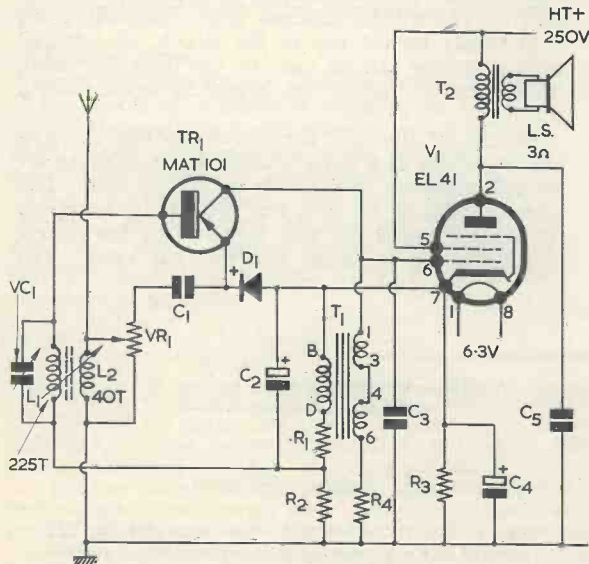 HT+
250V
T2
L.S.
3Ω
TR1
MAT 101
V1
EL41
2
5
6
7
1
8
6·3V
D1
VC1
C1
VR1
L1
L2
40T
225T
B
T1
1
3
4
6
D
C2
R1
R2
R4
C3
R3
C4
C5
+
+
+